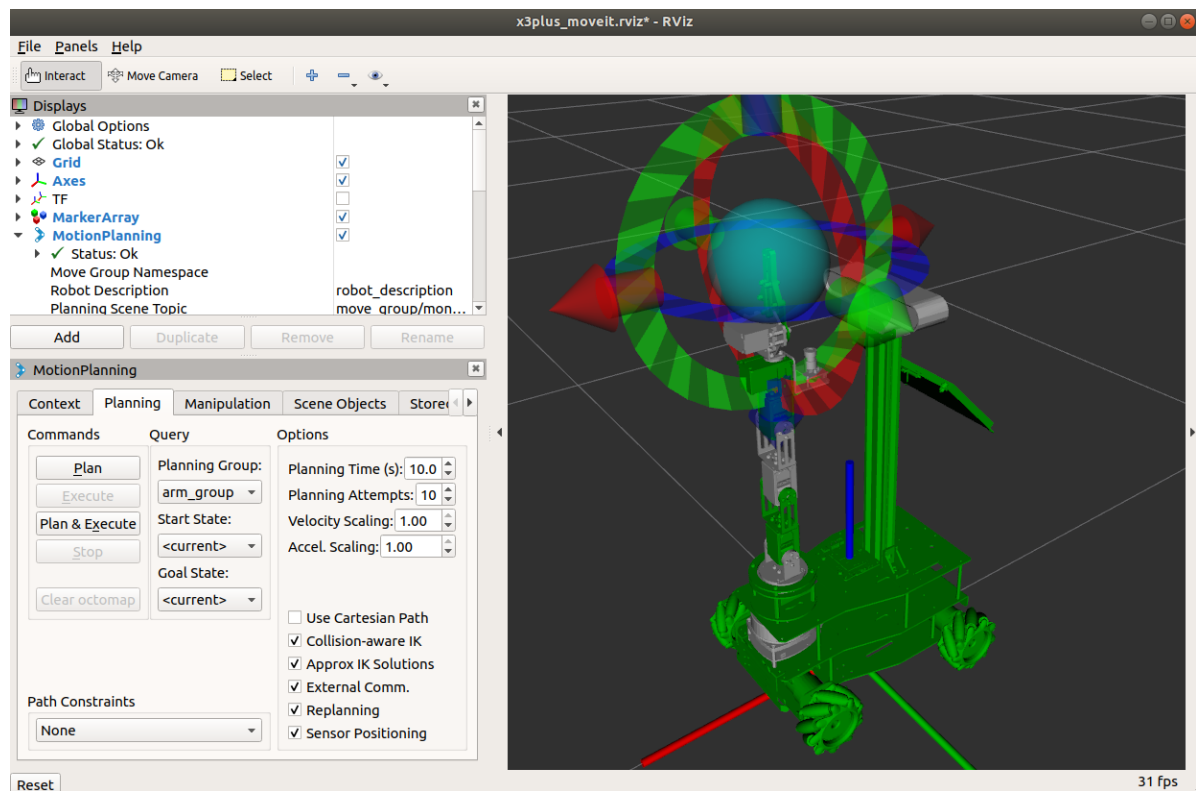 x3plus_moveit.rviz* - RViz
File Panels Help
Interact Move Camera Select
Displays
Global Options
Global Status: Ok
Grid
Axes
TF
MarkerArray
MotionPlanning
Status: Ok
Move Group Namespace
Robot Description robot_description
Planning Scene Topic move_group/mon...
Add Duplicate Remove Rename
MotionPlanning
Context Planning Manipulation Scene Objects Store
Commands Query Options
Plan Planning Group: Planning Time (s): 10.0
Execute arm_group Planning Attempts: 10
Plan & Execute Start State: Velocity Scaling: 1.00
Stop <current> Accel. Scaling: 1.00
Goal State:
Clear octomap <current>
Use Cartesian Path
Collision-aware IK
Approx IK Solutions
External Comm.
Path Constraints Replanning
None Sensor Positioning
Reset 31 fps